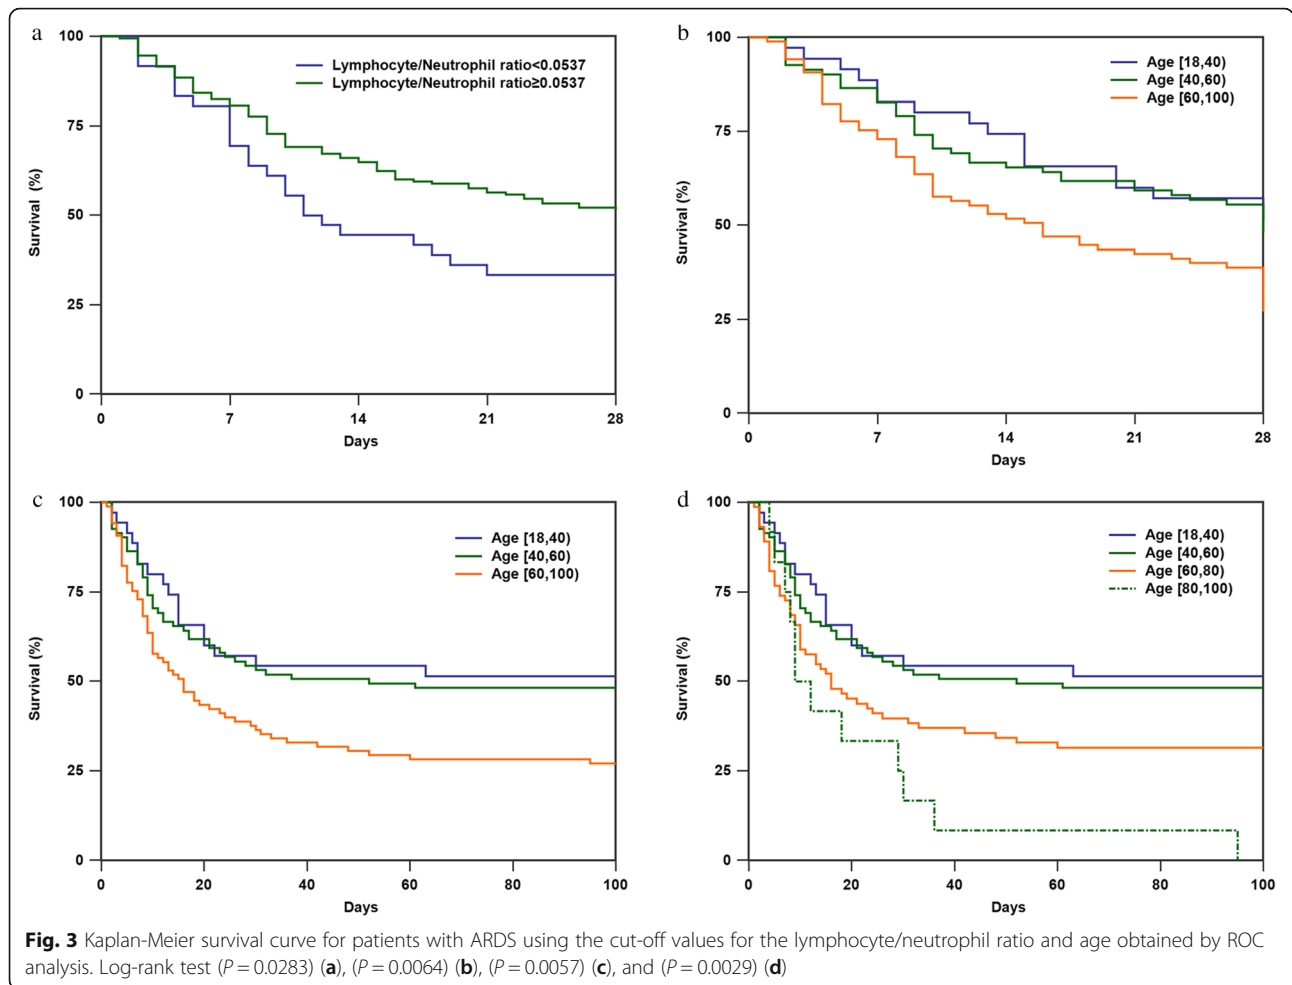 a
100
75
50
25
0
Survival (%)
Lymphocyte/Neutrophil ratio<0.0537
Lymphocyte/Neutrophil ratio≥0.0537
0 7 14 21 28
Days
b
100
75
50
25
0
Survival (%)
Age [18,40)
Age [40,60)
Age [60,100)
0 7 14 21 28
Days
c
100
75
50
25
0
Survival (%)
Age [18,40)
Age [40,60)
Age [60,100)
0 20 40 60 80 100
Days
d
100
75
50
25
0
Survival (%)
Age [18,40)
Age [40,60)
Age [60,80)
Age [80,100)
0 20 40 60 80 100
Days
Fig. 3 Kaplan-Meier survival curve for patients with ARDS using the cut-off values for the lymphocyte/neutrophil ratio and age obtained by ROC
analysis. Log-rank test (P = 0.0283) (a), (P = 0.0064) (b), (P = 0.0057) (c), and (P = 0.0029) (d)